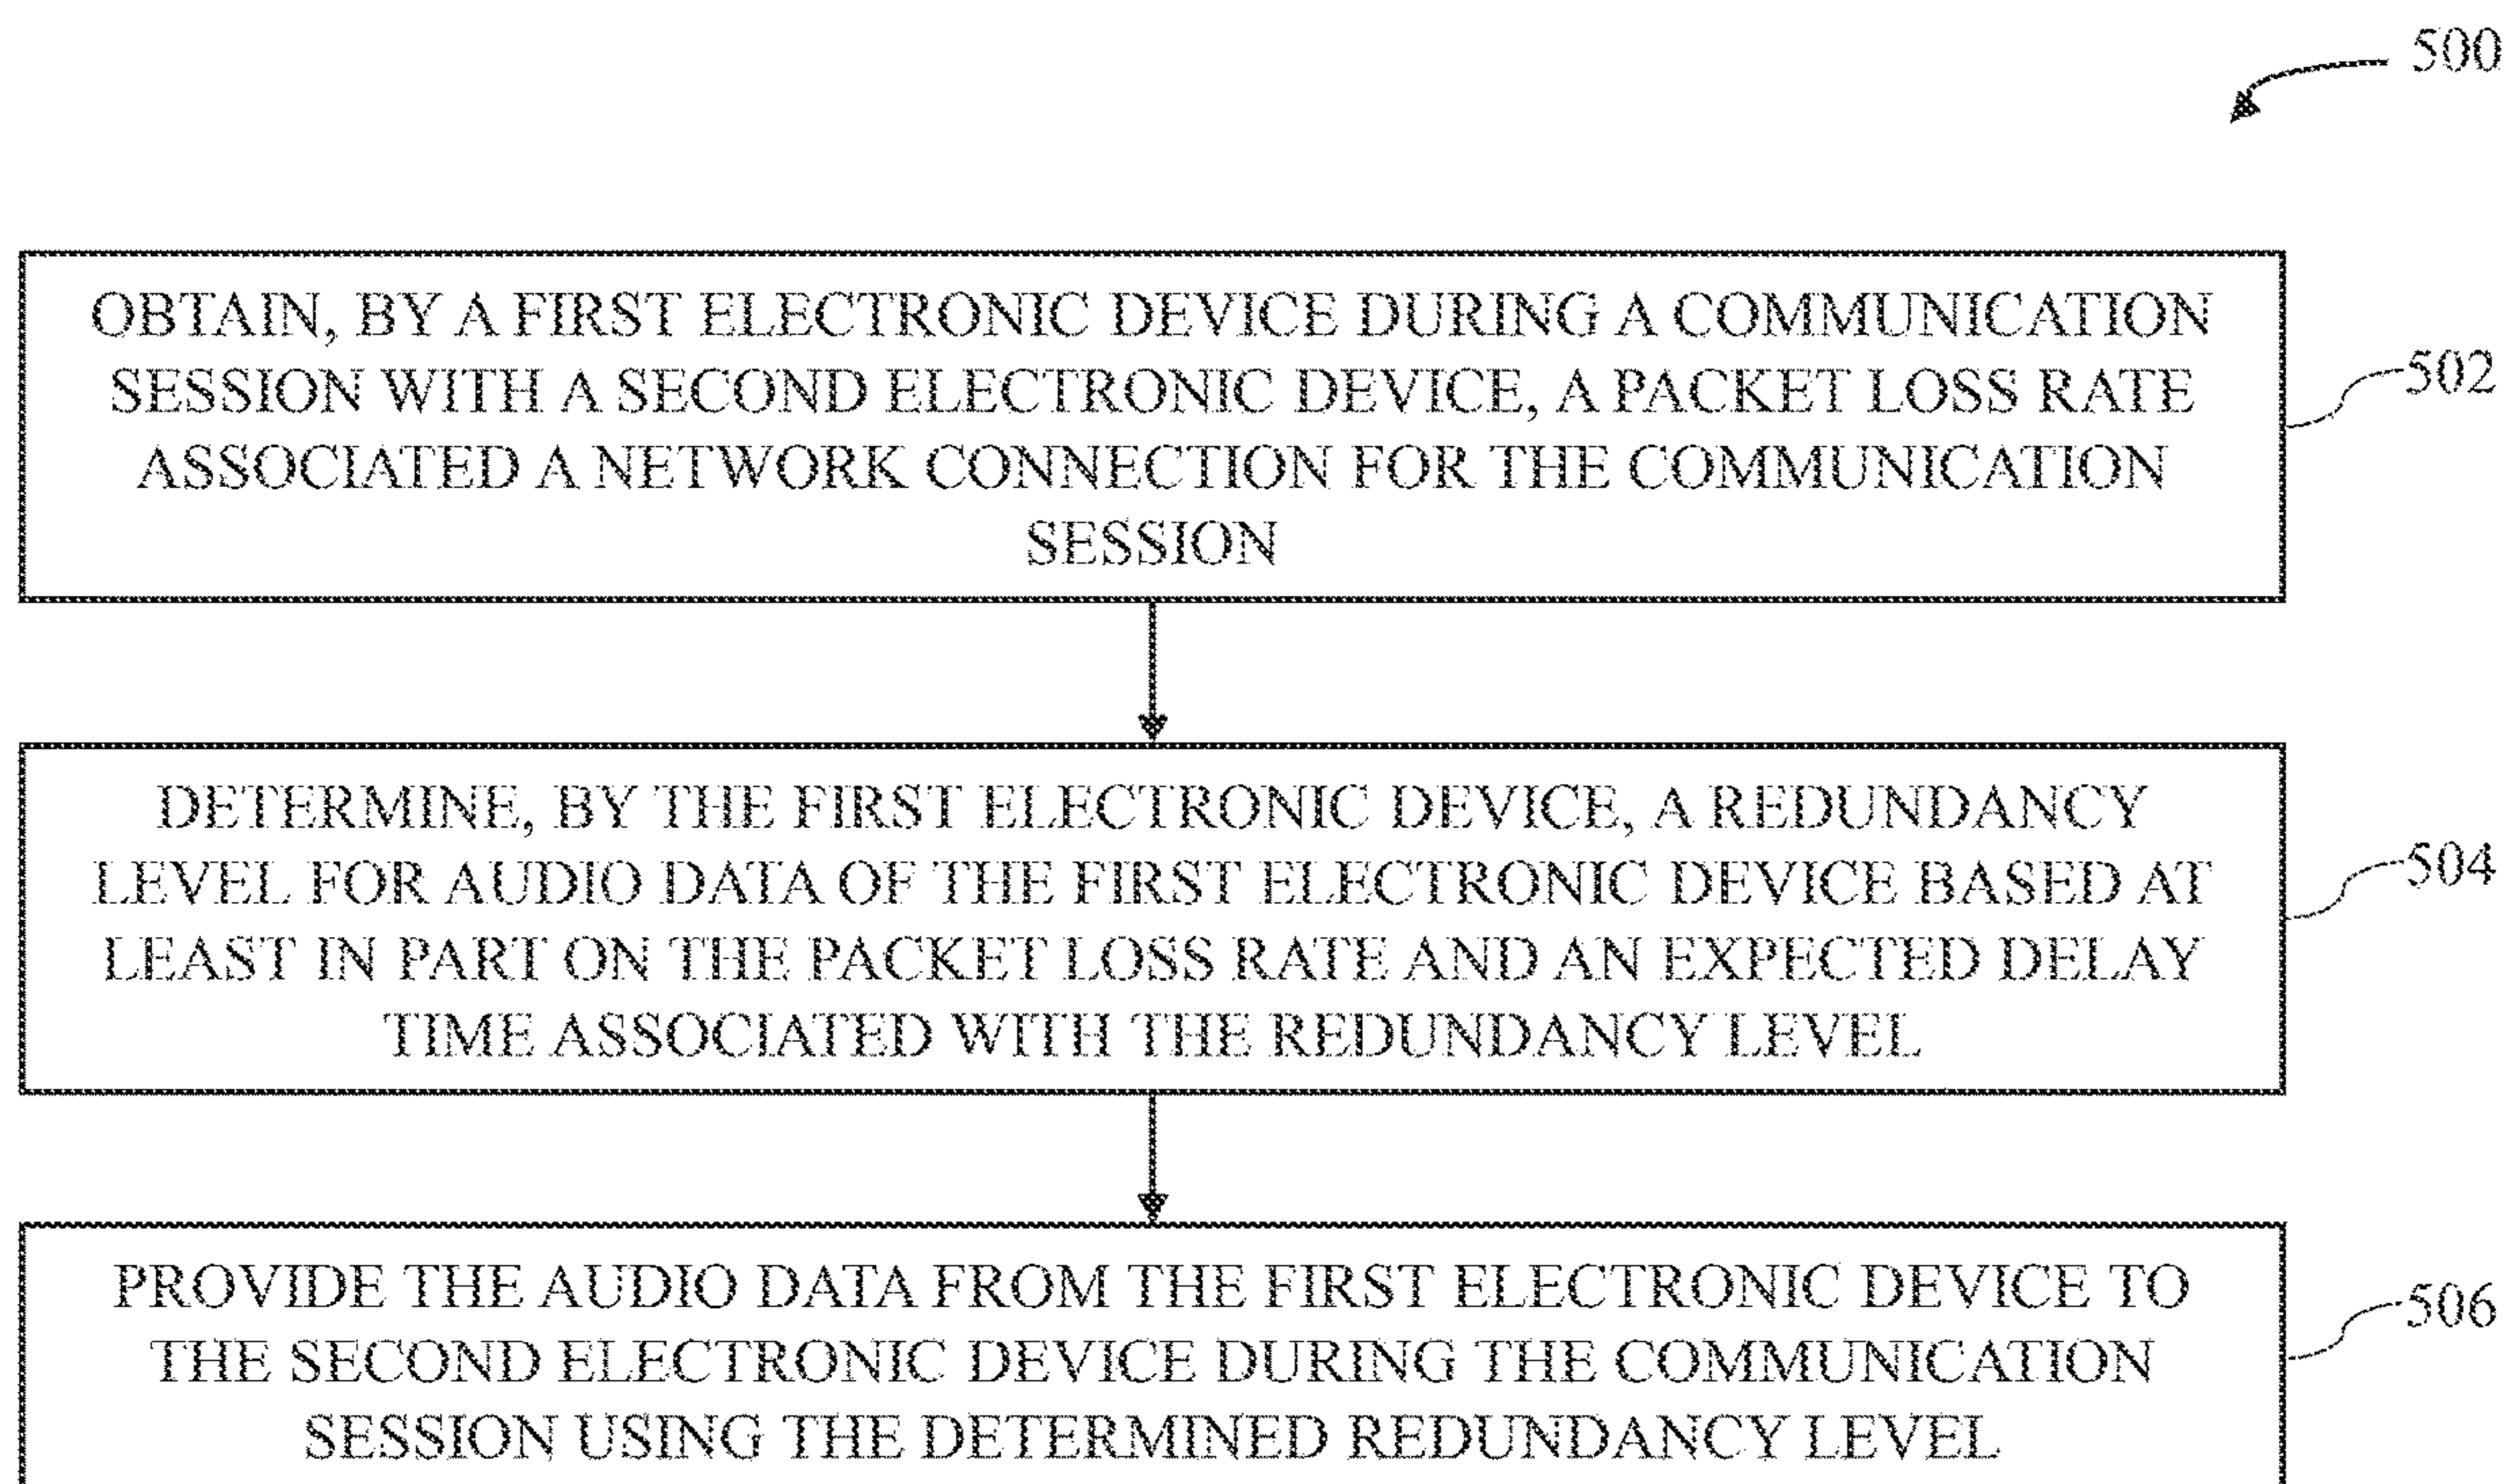 500
OBTAIN, BY A FIRST ELECTRONIC DEVICE DURING A COMMUNICATION
SESSION WITH A SECOND ELECTRONIC DEVICE, A PACKET LOSS RATE
ASSOCIATED A NETWORK CONNECTION FOR THE COMMUNICATION
SESSION
502
DETERMINE, BY THE FIRST ELECTRONIC DEVICE, A REDUNDANCY
LEVEL FOR AUDIO DATA OF THE FIRST ELECTRONIC DEVICE BASED AT
LEAST IN PART ON THE PACKET LOSS RATE AND AN EXPECTED DELAY
TIME ASSOCIATED WITH THE REDUNDANCY LEVEL
504
PROVIDE THE AUDIO DATA FROM THE FIRST ELECTRONIC DEVICE TO
THE SECOND ELECTRONIC DEVICE DURING THE COMMUNICATION
SESSION USING THE DETERMINED REDUNDANCY LEVEL
506